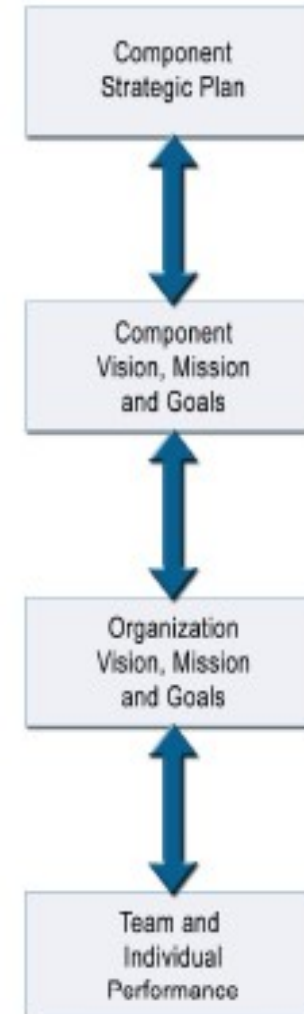 Component
Strategic Plan
Component
Vision, Mission
and Goals
Organization
Vision, Mission
and Goals
Team and
Individual
Performance